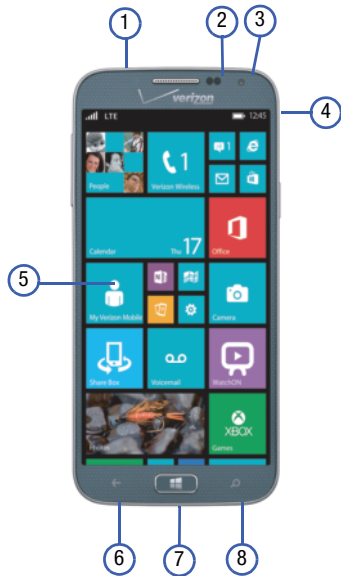 1
2
3
verizon
4
LTE 12:45
1
1
People
Verizon Wireless
Calendar
Thu 17
Office
5
My Verizon Mobile
Camera
Share Box
Voicemail
WatchON
XBOX
Photos
Games
6
7
8